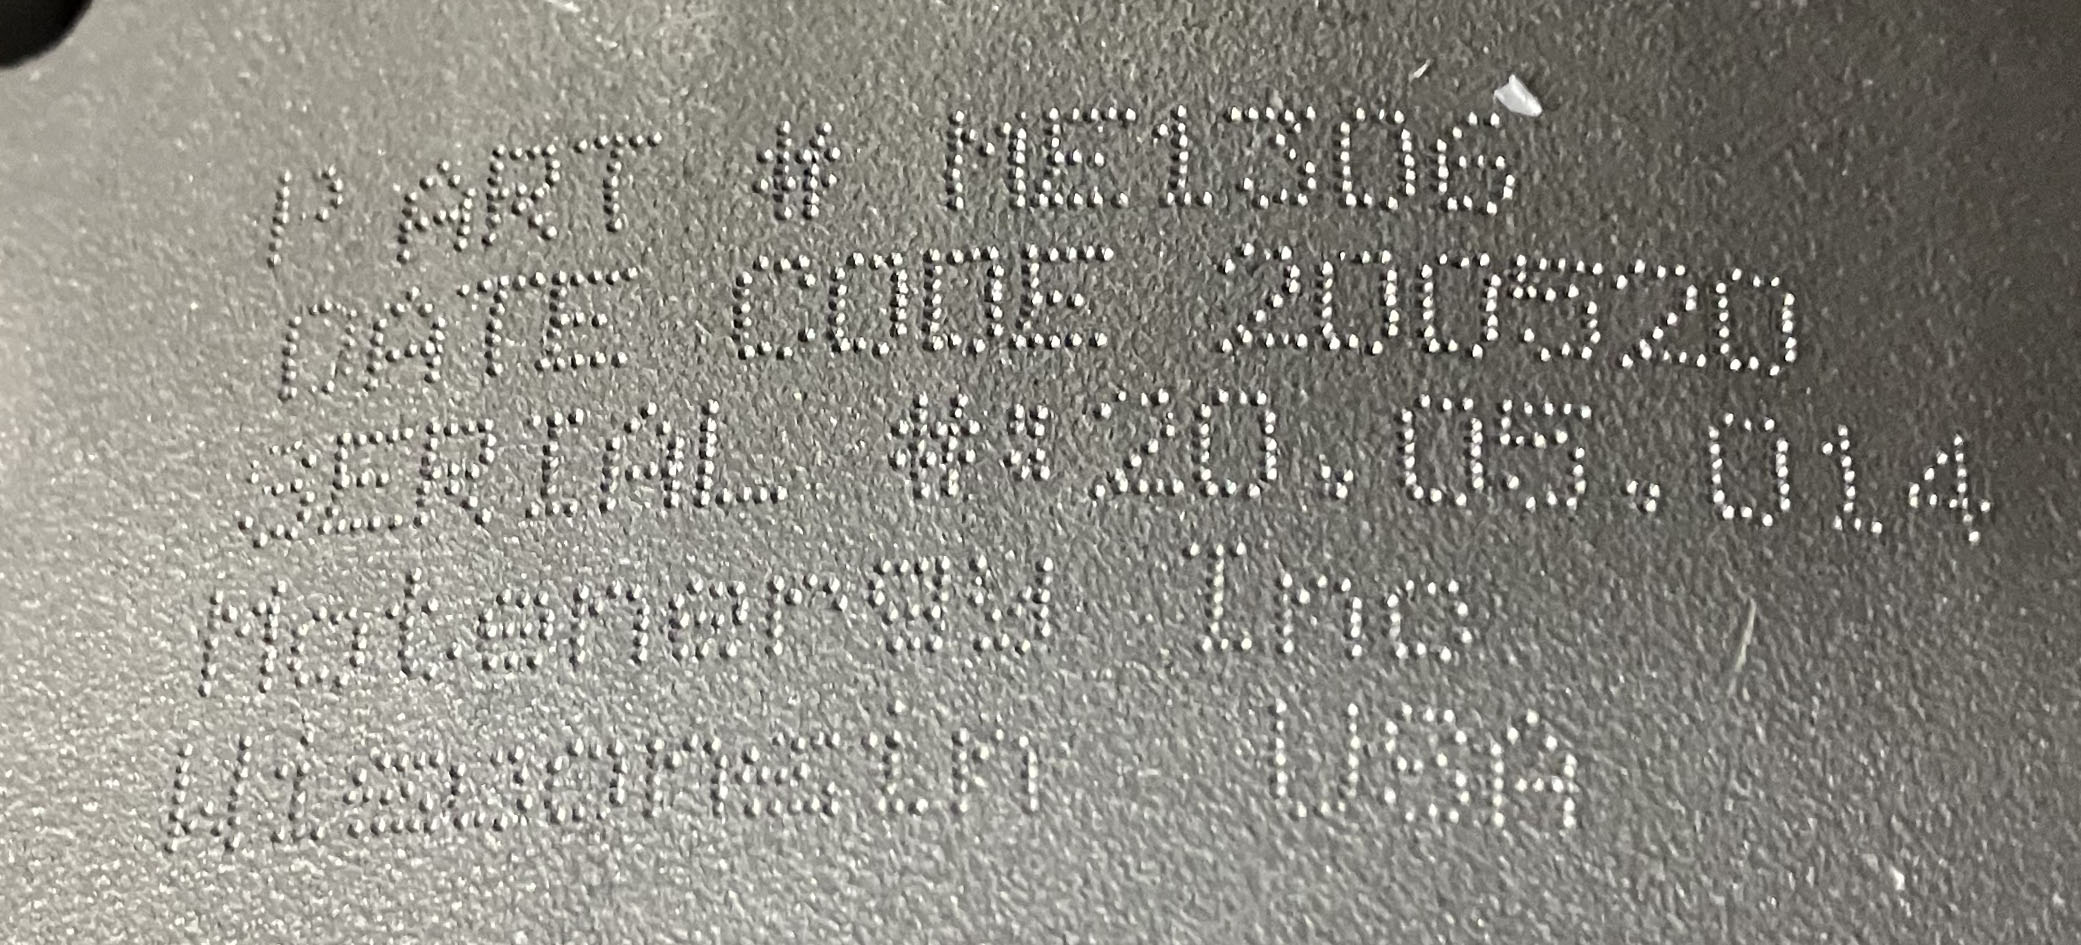 PART # ME1306
DATE CODE 200520
SERIAL #:20.05.014
Motenergy Inc
Wisconsin USA